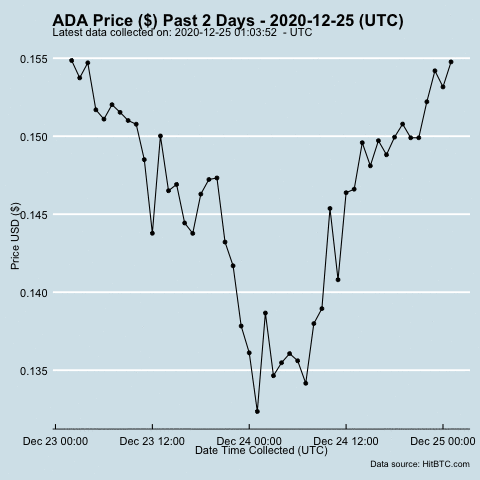 ADA Price ($) Past 2 Days - 2020-12-25 (UTC)
Latest data collected on: 2020-12-25 01:03:52  - UTC
0.155
0.150
0.145
0.140
0.135
Price USD ($)
Dec 23 00:00 Dec 23 12:00 Dec 24 00:00 Dec 24 12:00 Dec 25 00:00
Date Time Collected (UTC)
Data source: HitBTC.com